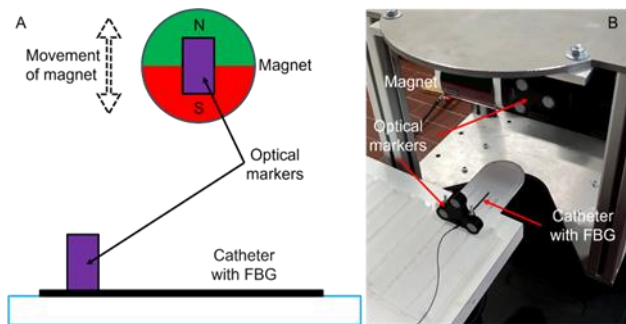 A
N
Movement
of magnet
Magnet
S
Optical
markers
Catheter
with FBG
B
Magnet
Optical
markers
Catheter
with FBG